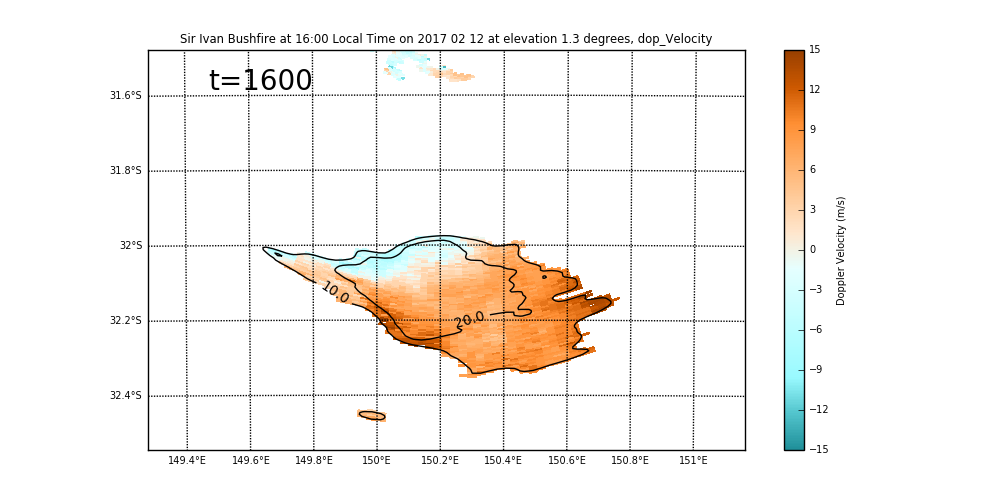 Sir Ivan Bushfire at 16:00 Local Time on 2017 02 12 at elevation 1.3 degrees, dop_Velocity
t=1600
31.6°S
31.8°S
32°S
32.2°S
32.4°S
10.0
20.0
149.4°E 149.6°E 149.8°E 150°E 150.2°E 150.4°E 150.6°E 150.8°E 151°E
15
12
9
6
3
0
−3
−6
−9
−12
−15
Doppler Velocity (m/s)